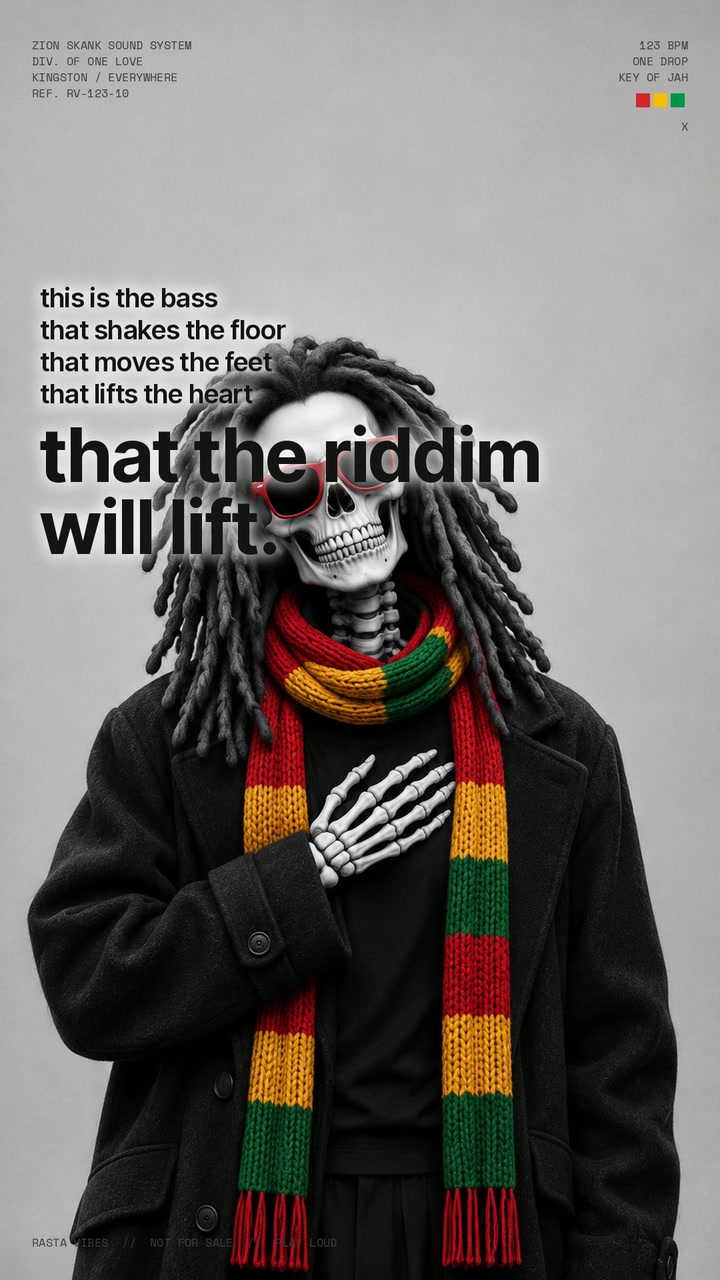 ZION SKANK SOUND SYSTEM
DIV. OF ONE LOVE
KINGSTON / EVERYWHERE
REF. RV-123-10
123 BPM
ONE DROP
KEY OF JAH
X
this is the bass
that shakes the floor
that moves the feet
that lifts the heart
that the riddim
will lift.
RASTA VIBES // NOT FOR SALE // PLAY LOUD